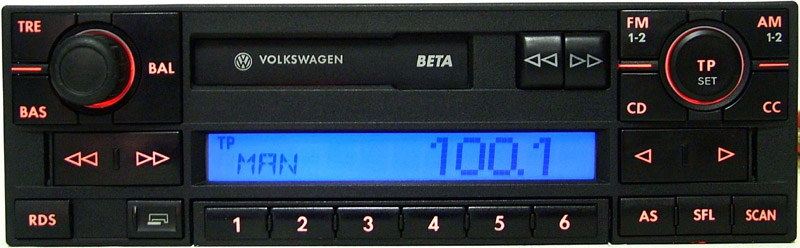 TRE
BAL
BAS
VOLKSWAGEN BETA
FM
1-2
AM
1-2
TP
SET
CD
CC
TP
MAN 100.1
RDS
1 2 3 4 5 6
AS SFL SCAN